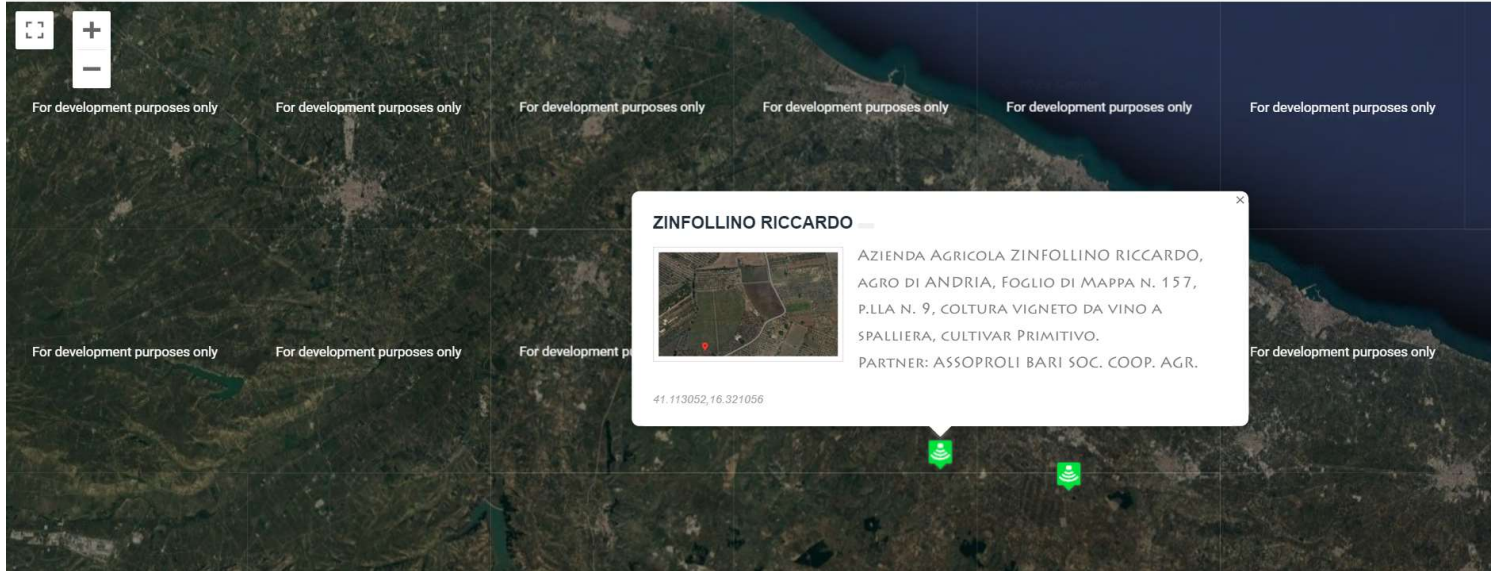 For development purposes only For development purposes only For development purposes only For development purposes only For development purposes only For development purposes only
ZINFOLLINO RICCARDO
Azienda Agricola ZINFOLLINO RICCARDO,
agro di ANDRIA, Foglio di Mappa n. 157,
p.lla n. 9, coltura vigneto da vino a
spalliera, cultivar Primitivo.
Partner: ASSOPROLI BARI SOC. COOP. AGR.
41.113052,16.321056
For development purposes only For development purposes only For development p For development purposes only